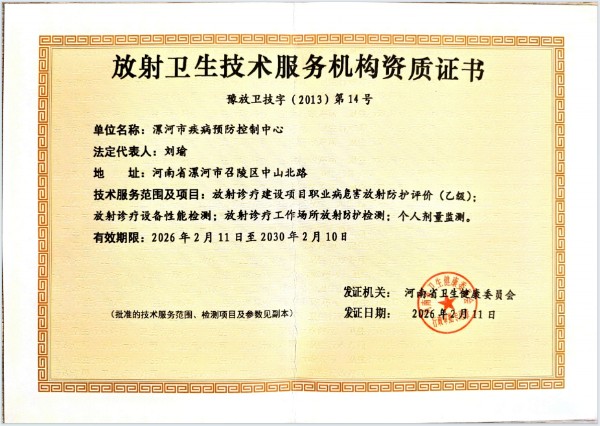 放射卫生技术服务机构资质证书
豫放卫技字（2013）第14号
单位名称：漯河市疾病预防控制中心
法定代表人：刘瑜
地　　址：河南省漯河市召陵区中山北路
技术服务范围及项目：放射诊疗建设项目职业病危害放射防护评价（乙级）；
放射诊疗设备性能检测；放射诊疗工作场所放射防护检测；个人剂量监测。
有效期限：2026年2月11日至2030年2月10日
发证机关：河南省卫生健康委员会
（批准的技术服务范围、检测项目及参数见副本）
发证日期：2026年2月11日